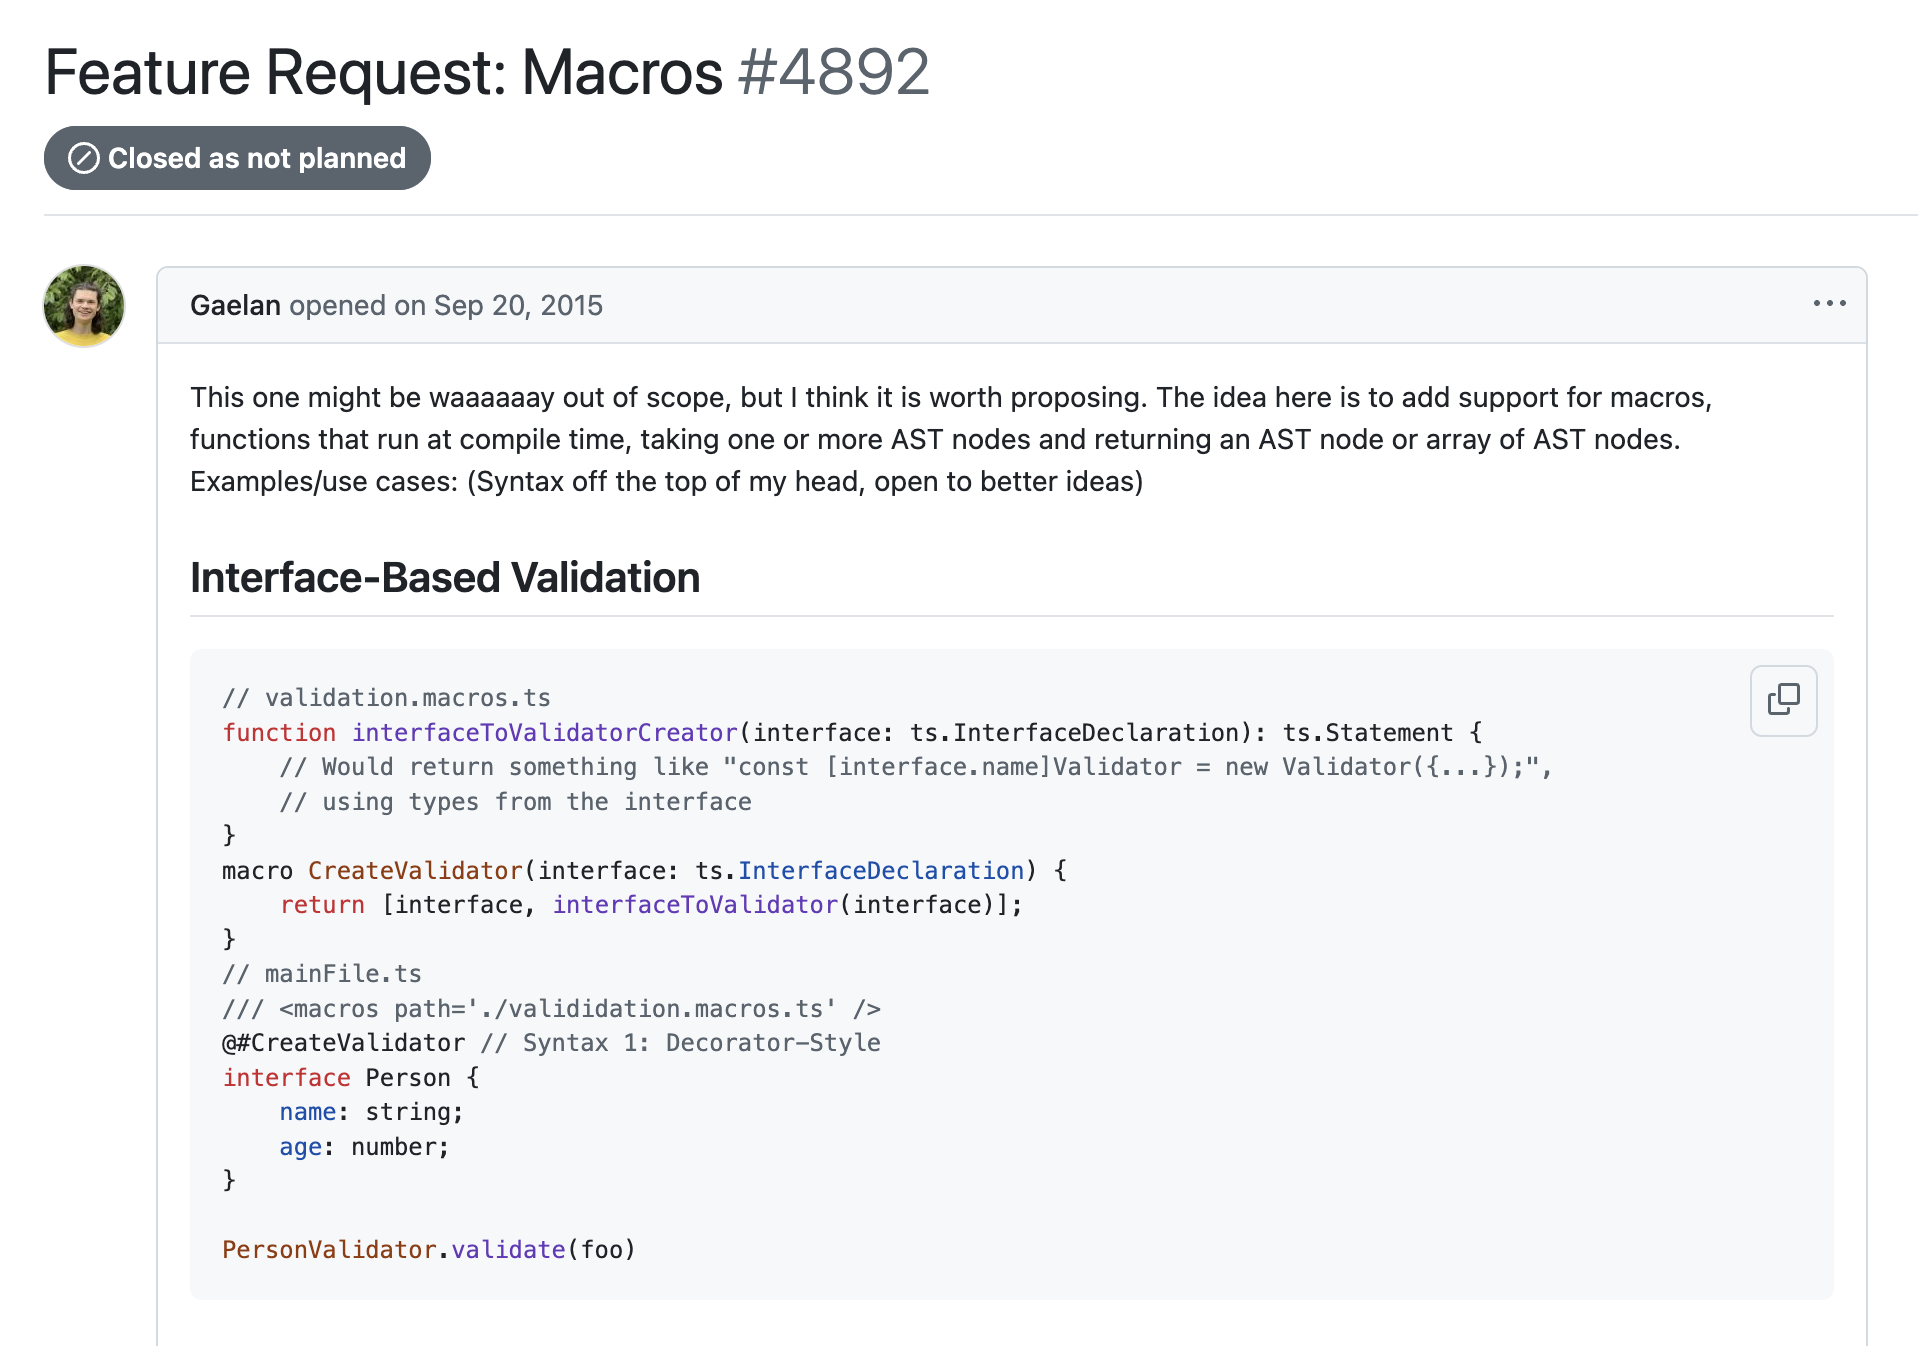 Feature Request: Macros #4892
Closed as not planned
Gaelan opened on Sep 20, 2015
This one might be waaaaaay out of scope, but I think it is worth proposing. The idea here is to add support for macros,
functions that run at compile time, taking one or more AST nodes and returning an AST node or array of AST nodes.
Examples/use cases: (Syntax off the top of my head, open to better ideas)
Interface-Based Validation
// validation.macros.ts
function interfaceToValidatorCreator(interface: ts.InterfaceDeclaration): ts.Statement {
    // Would return something like "const [interface.name]Validator = new Validator({...});",
    // using types from the interface
}
macro CreateValidator(interface: ts.InterfaceDeclaration) {
    return [interface, interfaceToValidator(interface)];
}
// mainFile.ts
/// <macros path='./valididation.macros.ts' />
@#CreateValidator // Syntax 1: Decorator-Style
interface Person {
    name: string;
    age: number;
}
PersonValidator.validate(foo)